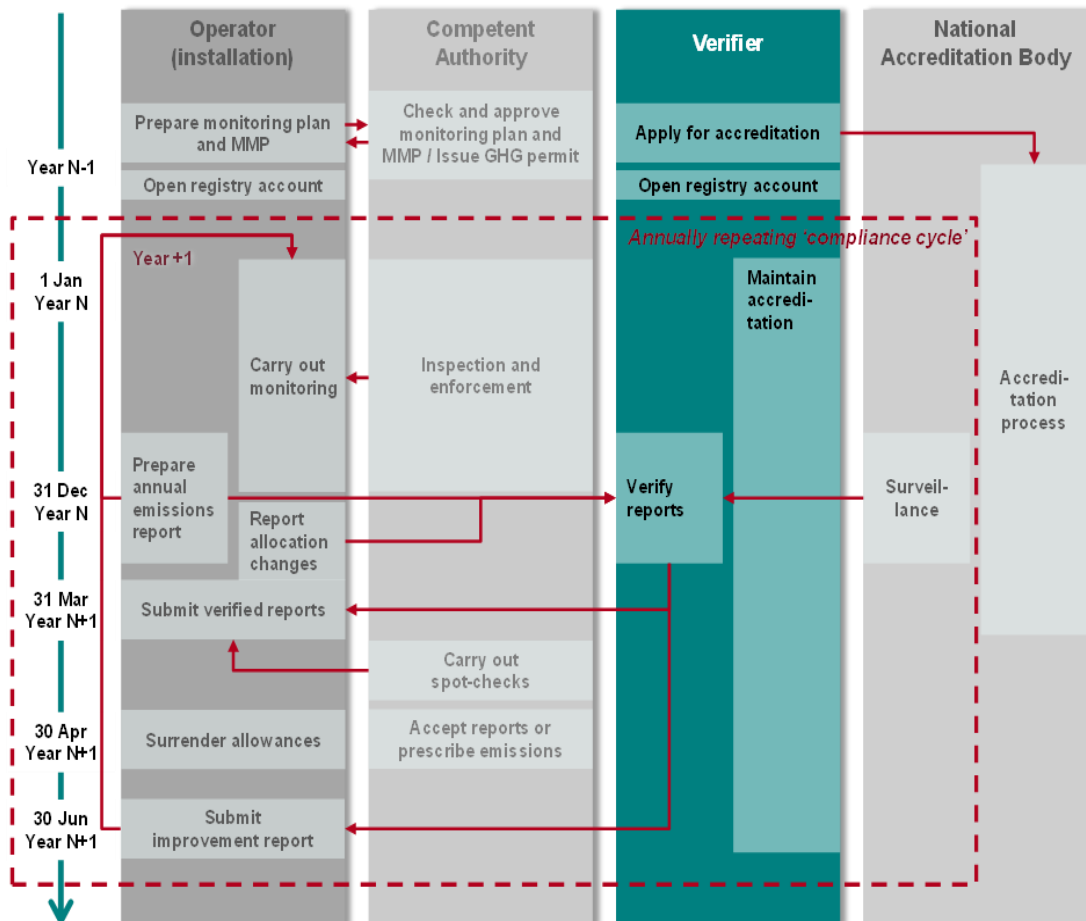 Operator
(installation)
Competent
Authority
Verifier
National
Accreditation Body
Year N-1
Prepare monitoring plan
and MMP
Check and approve
monitoring plan and
MMP / Issue GHG permit
Apply for accreditation
Open registry account
Open registry account
Annually repeating 'compliance cycle'
Year +1
1 Jan
Year N
Carry out
monitoring
Inspection and
enforcement
Maintain
accredi-
tation
Accredi-
tation
process
31 Dec
Year N
Prepare
annual
emissions
report
Report
allocation
changes
Verify
reports
Surveil-
lance
31 Mar
Year N+1
Submit verified reports
Carry out
spot-checks
30 Apr
Year N+1
Surrender allowances
Accept reports or
prescribe emissions
30 Jun
Year N+1
Submit
improvement report